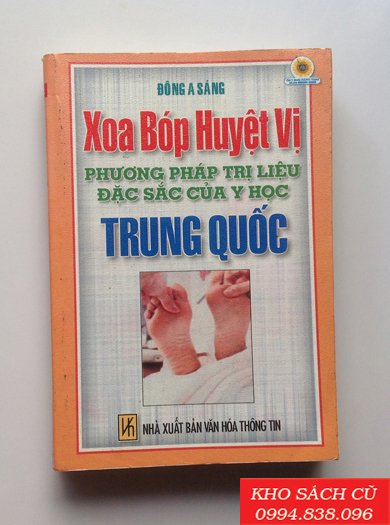 ĐÔNG A SÁNG
Xoa Bóp Huyệt Vị
PHƯƠNG PHÁP TRỊ LIỆU
ĐẶC SẮC CỦA Y HỌC
TRUNG QUỐC
VH
NHÀ XUẤT BẢN VĂN HÓA THÔNG TIN
KHO SÁCH CŨ
0994.838.096